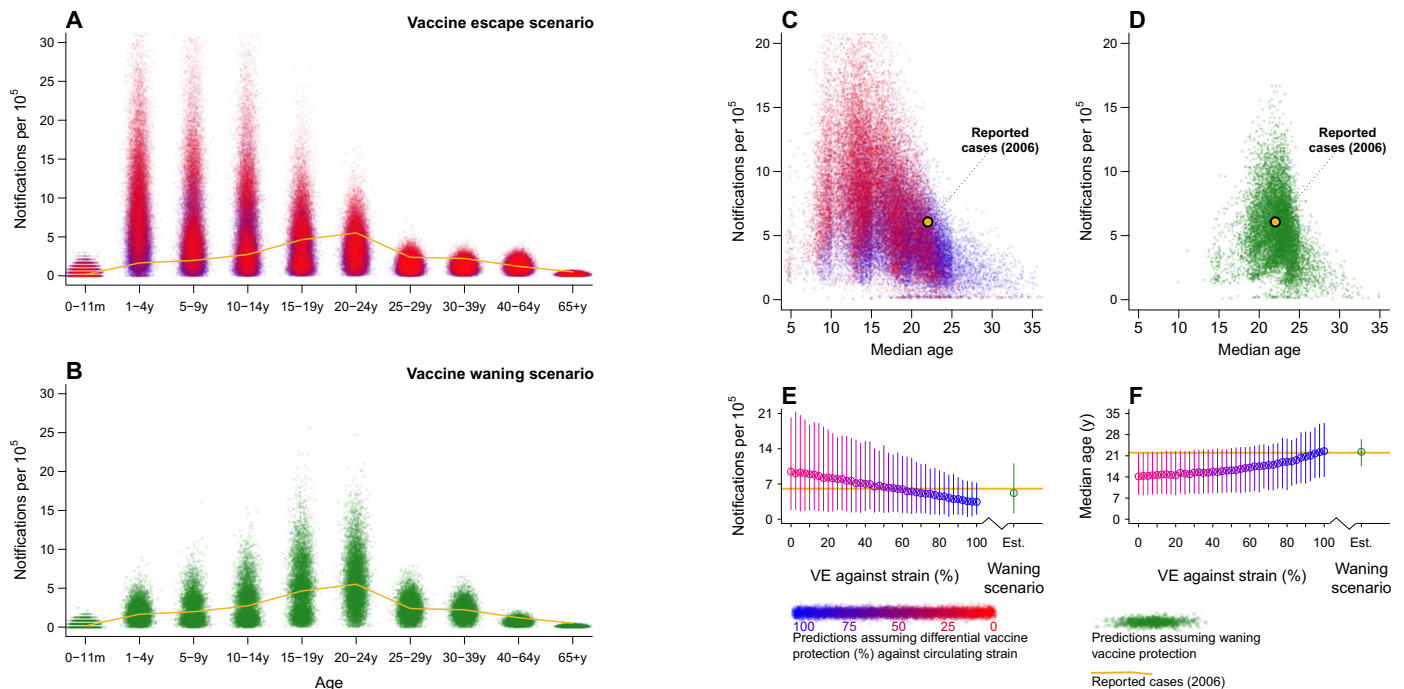 A
Vaccine escape scenario
Notifications per 10^5
30
25
20
15
10
5
0
0−11m 1−4y 5−9y 10−14y 15−19y 20−24y 25−29y 30−39y 40−64y 65+y
B
Vaccine waning scenario
Notifications per 10^5
30
25
20
15
10
5
0
0−11m 1−4y 5−9y 10−14y 15−19y 20−24y 25−29y 30−39y 40−64y 65+y
Age
C
Notifications per 10^5
20
15
10
5
0
Reported
cases (2006)
5 10 15 20 25 30 35
Median age
D
Notifications per 10^5
20
15
10
5
0
Reported
cases (2006)
5 10 15 20 25 30 35
Median age
E
Notifications per 10^5
21
14
7
0
0 20 40 60 80 100 Est.
VE against strain (%)
Waning
scenario
F
Median age (y)
35
28
21
14
7
0
0 20 40 60 80 100 Est.
VE against strain (%)
Waning
scenario
100 75 50 25 0
Predictions assuming differential vaccine
protection (%) against circulating strain
Predictions assuming waning
vaccine protection
Reported cases (2006)